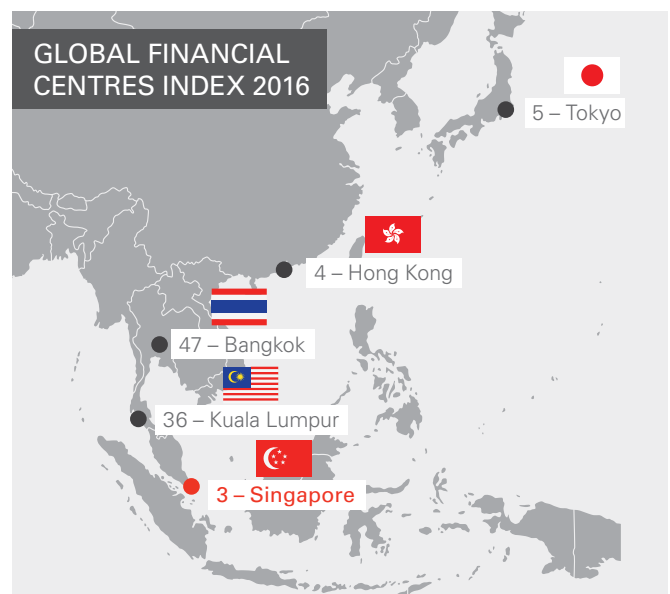 GLOBAL FINANCIAL
CENTRES INDEX 2016
5 – Tokyo
4 – Hong Kong
47 – Bangkok
36 – Kuala Lumpur
3 – Singapore